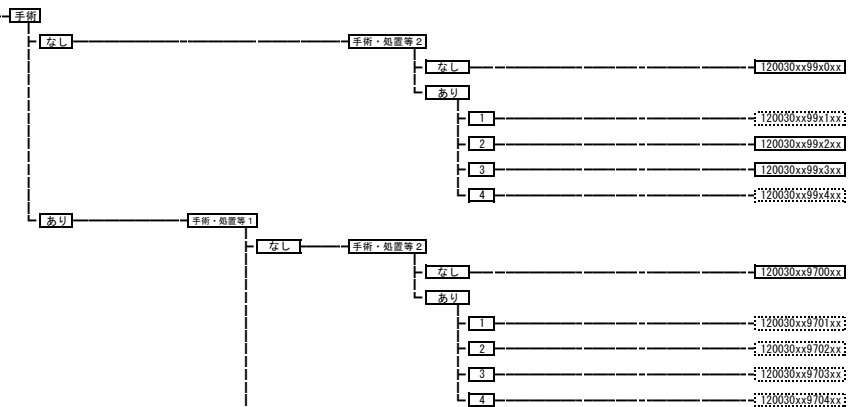 手術
なし 手術・処置等２
なし 120030xx99x0xx
あり
1 120030xx99x1xx
2 120030xx99x2xx
3 120030xx99x3xx
4 120030xx99x4xx
あり 手術・処置等１
なし 手術・処置等２
なし 120030xx9700xx
あり
1 120030xx9701xx
2 120030xx9702xx
3 120030xx9703xx
4 120030xx9704xx